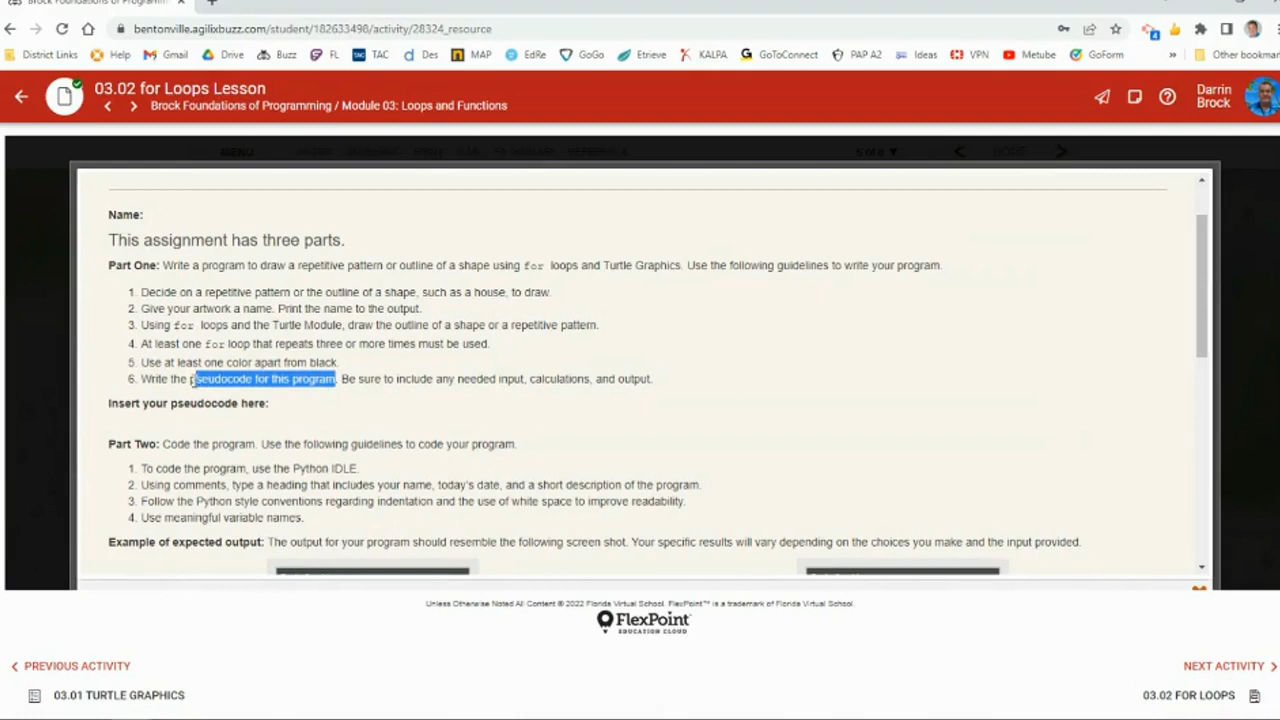 Brock Foundations of Programm
bentonville.agilixbuzz.com/student/182633498/activity/28324_resource
District Links Help Gmail Drive Buzz FL TAC Des MAP EdRe GoGo Etrieve KALPA GoToConnect PAP A2 Ideas VPN Metube GoForm » Other bookmar
03.02 for Loops Lesson
Brock Foundations of Programming / Module 03: Loops and Functions
Darrin
Brock
MENU
Name:
This assignment has three parts.
Part One: Write a program to draw a repetitive pattern or outline of a shape using for loops and Turtle Graphics. Use the following guidelines to write your program.
1. Decide on a repetitive pattern or the outline of a shape, such as a house, to draw.
2. Give your artwork a name. Print the name to the output.
3. Using for loops and the Turtle Module, draw the outline of a shape or a repetitive pattern.
4. At least one for loop that repeats three or more times must be used.
5. Use at least one color apart from black.
6. Write the pseudocode for this program. Be sure to include any needed input, calculations, and output.
Insert your pseudocode here:
Part Two: Code the program. Use the following guidelines to code your program.
1. To code the program, use the Python IDLE.
2. Using comments, type a heading that includes your name, today's date, and a short description of the program.
3. Follow the Python style conventions regarding indentation and the use of white space to improve readability.
4. Use meaningful variable names.
Example of expected output: The output for your program should resemble the following screen shot. Your specific results will vary depending on the choices you make and the input provided.
Unless Otherwise Noted All Content © 2022 Florida Virtual School. FlexPoint™ is a trademark of Florida Virtual School.
FlexPoint
EDUCATION CLOUD
PREVIOUS ACTIVITY NEXT ACTIVITY
03.01 TURTLE GRAPHICS 03.02 FOR LOOPS